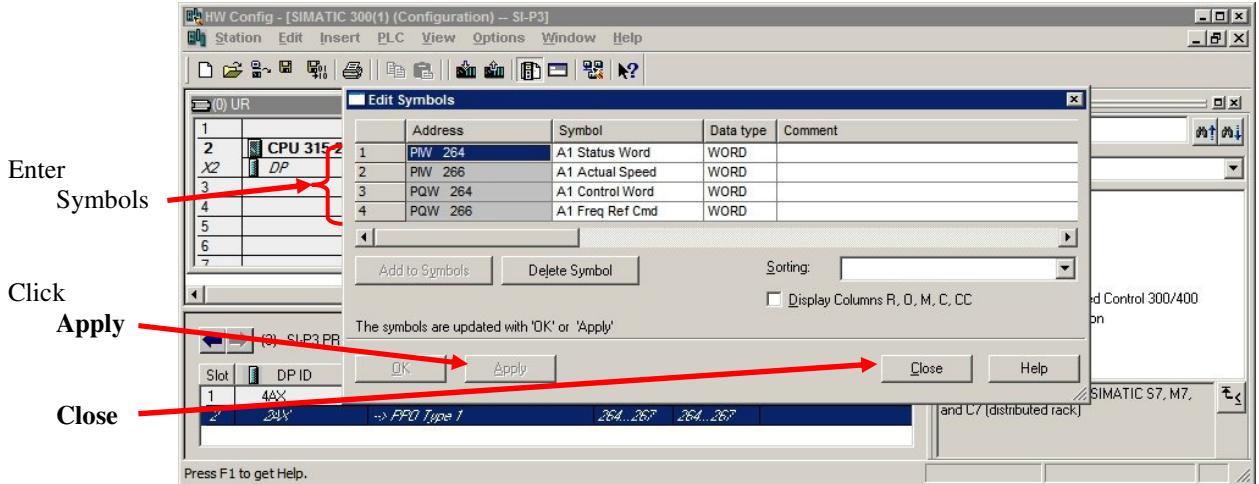 HW Config - [SIMATIC 300(1) (Configuration) -- SI-P3]
Station Edit Insert PLC View Options Window Help
(0) UR
1
2 CPU 315-2
X2 DP
3
4
5
6
7
Enter
Symbols
Edit Symbols
Address Symbol Data type Comment
1 PIW 264 A1 Status Word WORD
2 PIW 266 A1 Actual Speed WORD
3 PQW 264 A1 Control Word WORD
4 PQW 266 A1 Freq Ref Cmd WORD
Add to Symbols Delete Symbol Sorting:
Display Columns R, O, M, C, CC
The symbols are updated with 'OK' or 'Apply'
OK Apply Close Help
Click
Apply
Close
(3) SI-P3 PR
Slot DP ID
1 4AX
2 2AX --> PPO Type 1 264...267 264...267
ed Control 300/400
on
SIMATIC S7, M7,
and C7 (distributed rack)
Press F1 to get Help.